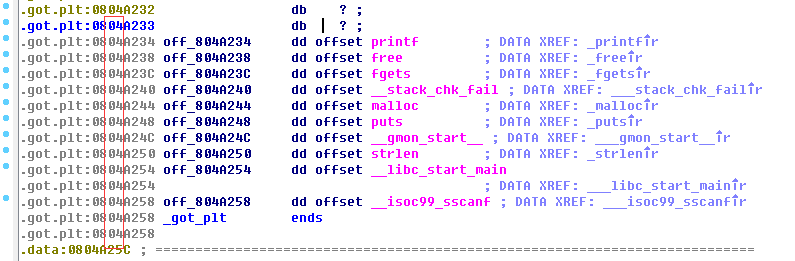 .got.plt:0804A232 db ? ;
.got.plt:0804A233 db ? ;
.got.plt:0804A234 off_804A234 dd offset printf ; DATA XREF: _printf↑r
.got.plt:0804A238 off_804A238 dd offset free ; DATA XREF: _free↑r
.got.plt:0804A23C off_804A23C dd offset fgets ; DATA XREF: _fgets↑r
.got.plt:0804A240 off_804A240 dd offset __stack_chk_fail ; DATA XREF: ___stack_chk_fail↑r
.got.plt:0804A244 off_804A244 dd offset malloc ; DATA XREF: _malloc↑r
.got.plt:0804A248 off_804A248 dd offset puts ; DATA XREF: _puts↑r
.got.plt:0804A24C off_804A24C dd offset __gmon_start__ ; DATA XREF: ___gmon_start__↑r
.got.plt:0804A250 off_804A250 dd offset strlen ; DATA XREF: _strlen↑r
.got.plt:0804A254 off_804A254 dd offset __libc_start_main
.got.plt:0804A254 ; DATA XREF: ___libc_start_main↑r
.got.plt:0804A258 off_804A258 dd offset __isoc99_sscanf ; DATA XREF: ___isoc99_sscanf↑r
.got.plt:0804A258 _got_plt ends
.got.plt:0804A258
.data:0804A25C ; ===========================================================================